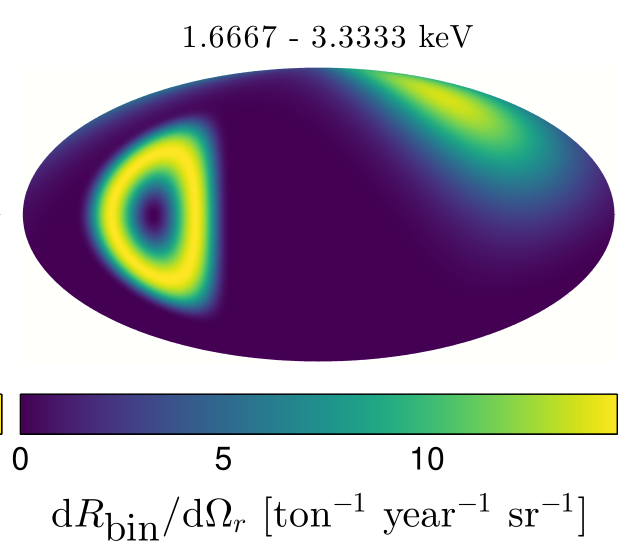 1.6667 - 3.3333 keV
0 5 10
dR_bin/dΩ_r [ton⁻¹ year⁻¹ sr⁻¹]